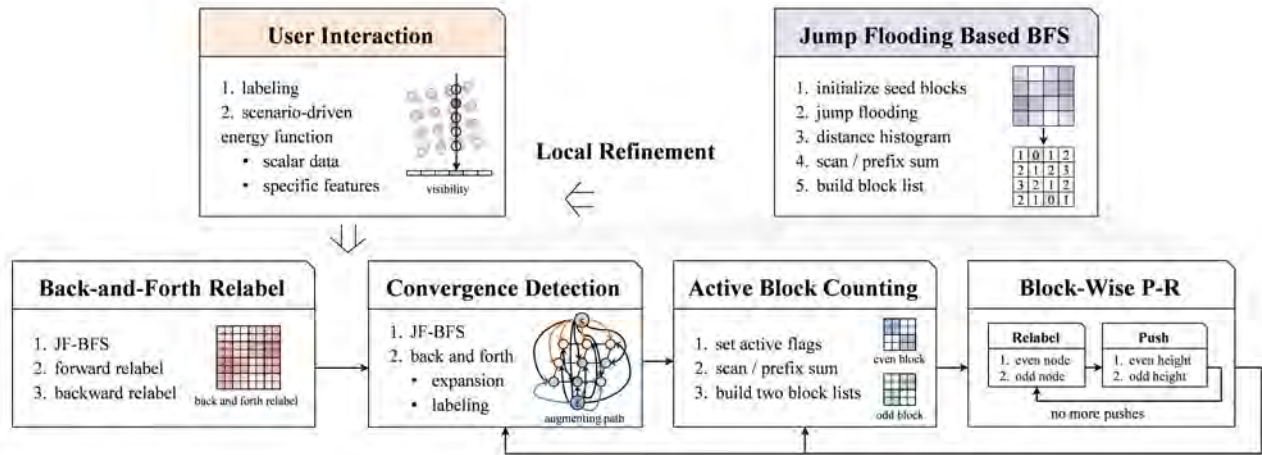 User Interaction
1. labeling
2. scenario-driven
energy function
• scalar data
• specific features
visibility
Local Refinement
Jump Flooding Based BFS
1. initialize seed blocks
2. jump flooding
3. distance histogram
4. scan / prefix sum
5. build block list
1 0 1 2
2 1 2 3
3 2 1 2
2 1 0 1
Back-and-Forth Relabel
1. JF-BFS
2. forward relabel
3. backward relabel
back and forth relabel
Convergence Detection
1. JF-BFS
2. back and forth
• expansion
• labeling
augmenting path
Active Block Counting
1. set active flags
2. scan / prefix sum
3. build two block lists
even block
odd block
Block-Wise P-R
Relabel
1. even node
2. odd node
Push
1. even height
2. odd height
no more pushes